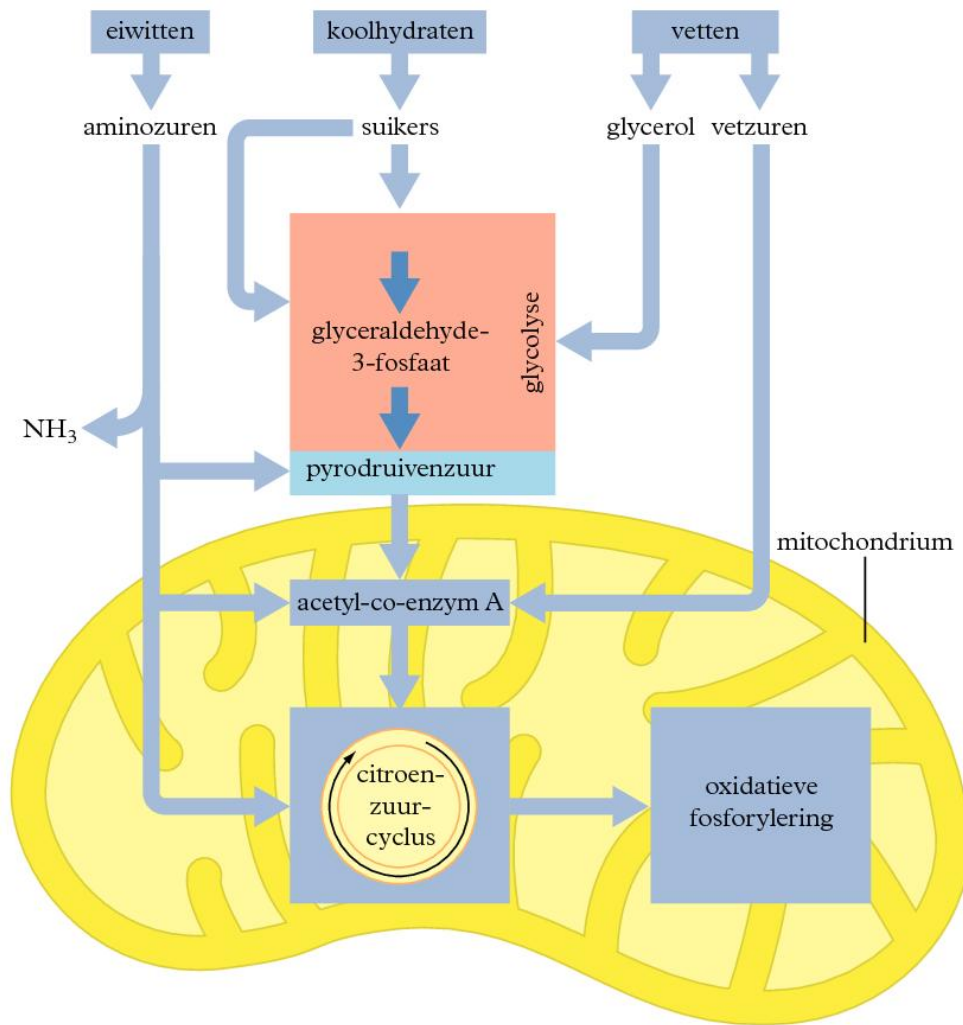 eiwitten
koolhydraten
vetten
aminozuren
suikers
glycerol
vetzuren
glyceraldehyde-
3-fosfaat
glycolyse
NH₃
pyrodruivenzuur
mitochondrium
acetyl-co-enzym A
citroen-
zuur-
cyclus
oxidatieve
fosforylering